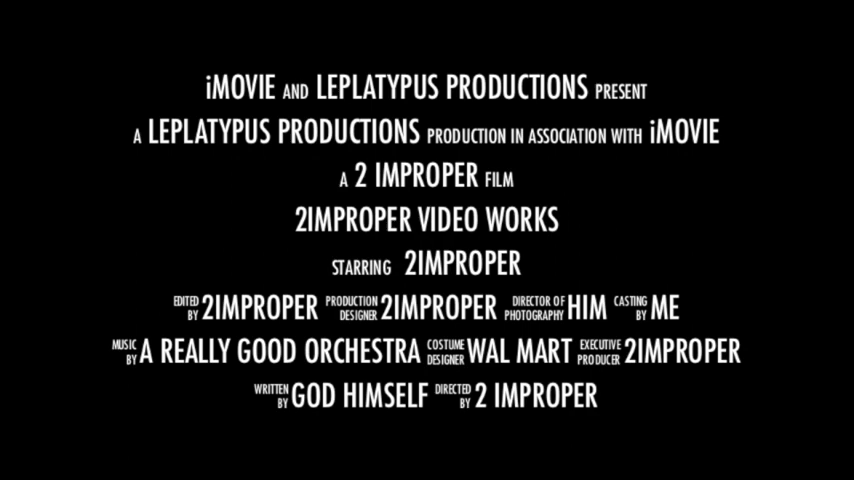 iMOVIE AND LEPLATYPUS PRODUCTIONS PRESENT
A LEPLATYPUS PRODUCTIONS PRODUCTION IN ASSOCIATION WITH iMOVIE
A 2 IMPROPER FILM
2IMPROPER VIDEO WORKS
STARRING 2IMPROPER
EDITED BY 2IMPROPER PRODUCTION DESIGNER 2IMPROPER DIRECTOR OF PHOTOGRAPHY HIM CASTING BY ME
MUSIC BY A REALLY GOOD ORCHESTRA COSTUME DESIGNER WAL MART EXECUTIVE PRODUCER 2IMPROPER
WRITTEN BY GOD HIMSELF DIRECTED BY 2 IMPROPER